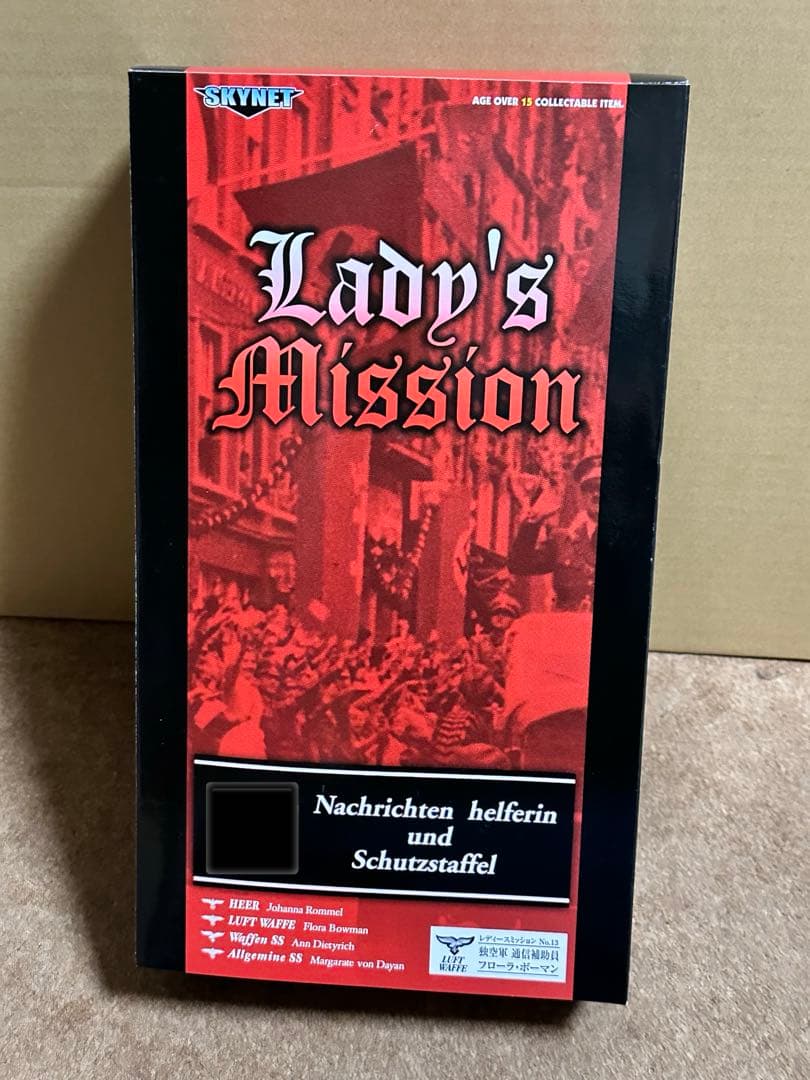 SKYNET
AGE OVER 15 COLLECTABLE ITEM.
Lady's
Mission
Nachrichten helferin
und
Schutzstaffel
HEER Johanna Rommel
LUFT WAFFE Flora Bowman
Waffen SS Ann Dietyrich
Allgemine SS Margarate von Dayan
LUFT
WAFFE
レディースミッション No.13
独空軍 通信補助員
フローラ・ボーマン